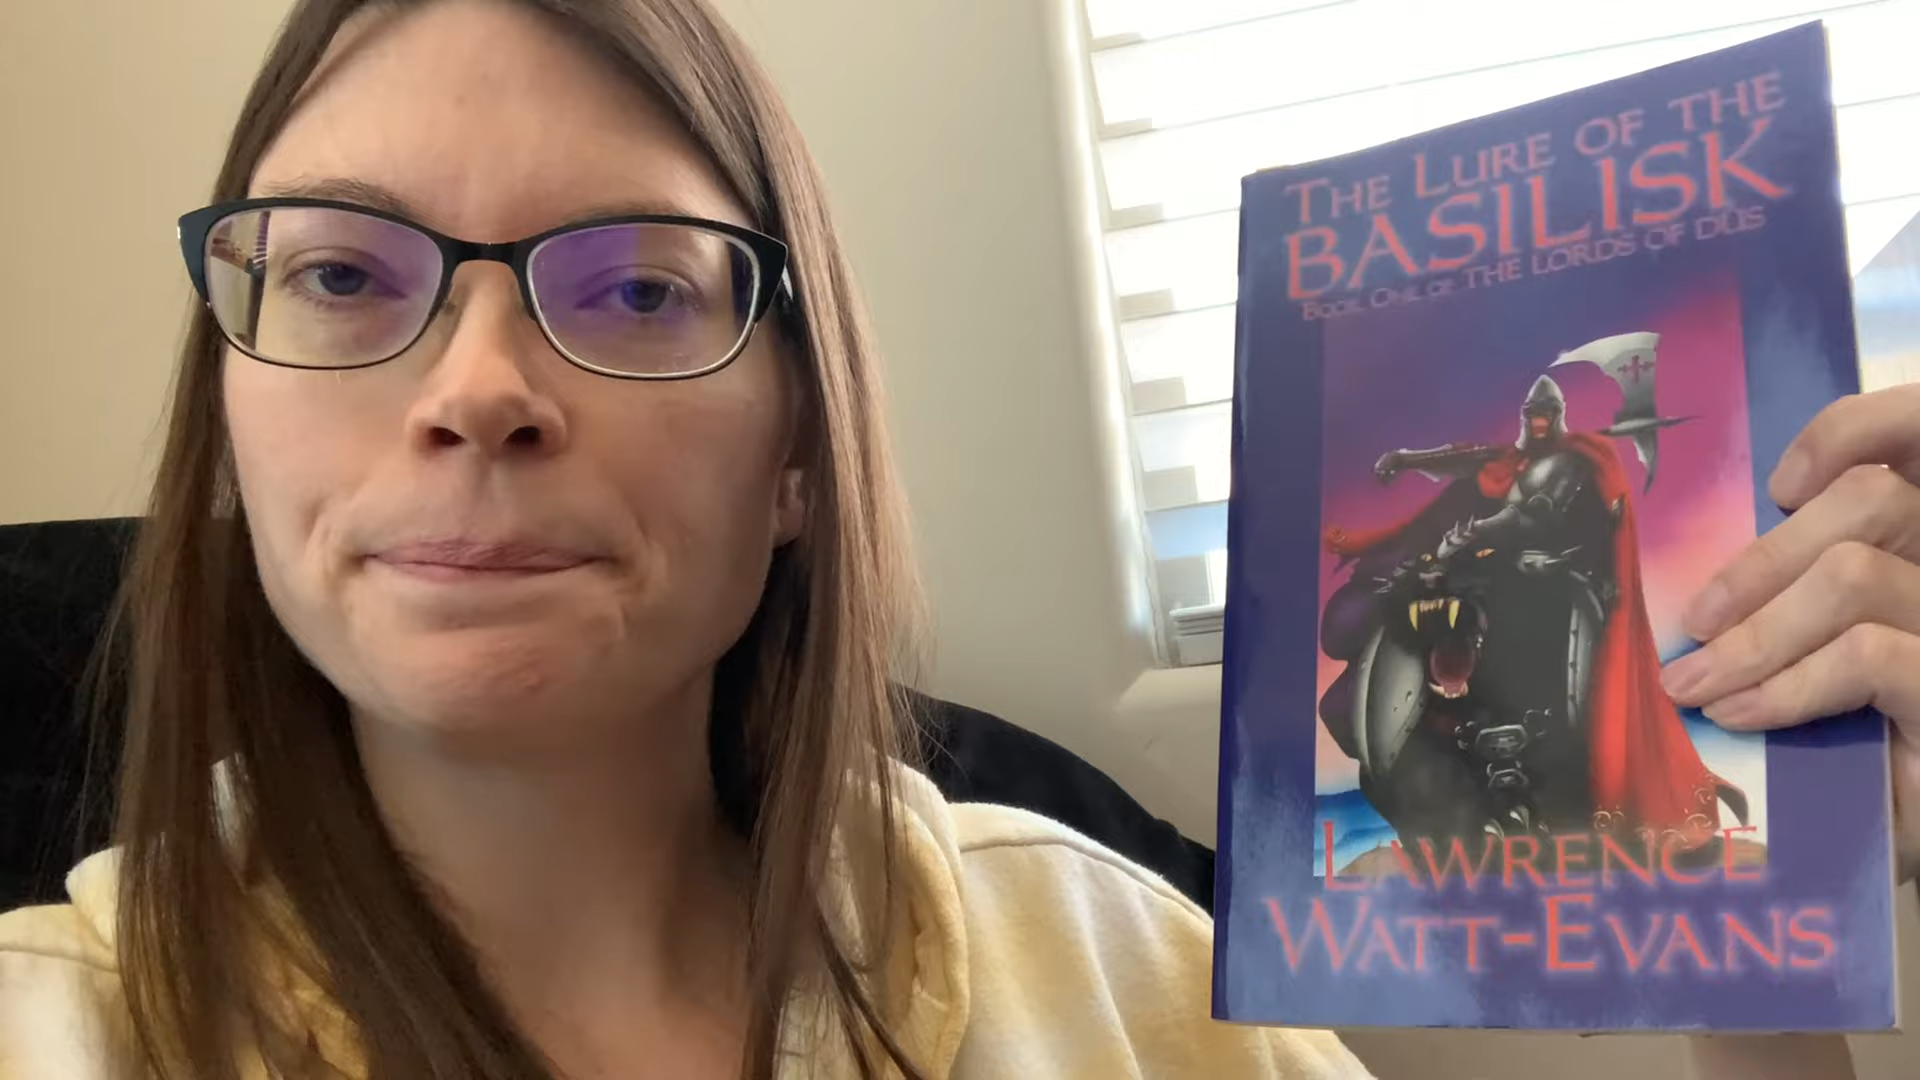 THE LURE OF THE
BASILISK
BOOK ONE OF THE LORDS OF DÛS
LAWRENCE
WATT-EVANS